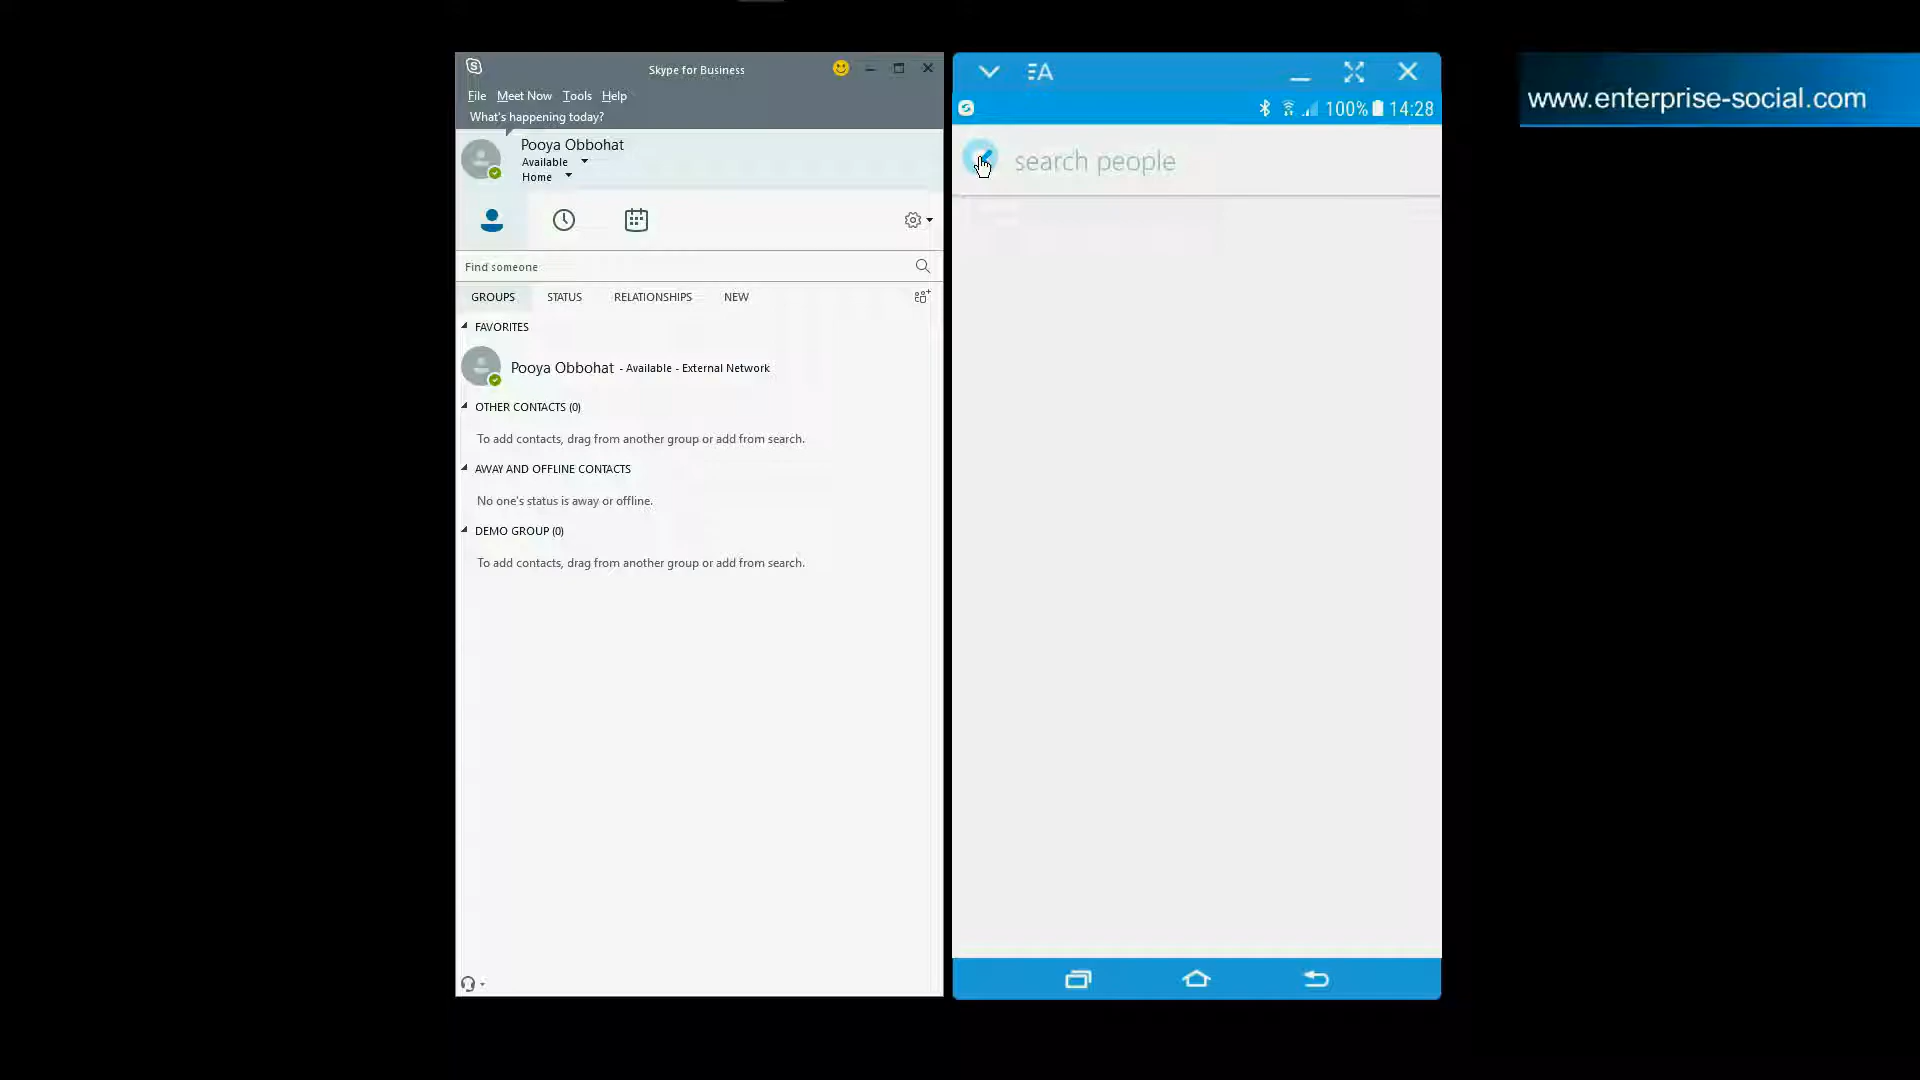 Skype for Business
File Meet Now Tools Help
What's happening today?
Pooya Obbohat
Available
Home
Find someone
GROUPS STATUS RELATIONSHIPS NEW
FAVORITES
Pooya Obbohat - Available - External Network
OTHER CONTACTS (0)
To add contacts, drag from another group or add from search.
AWAY AND OFFLINE CONTACTS
No one's status is away or offline.
DEMO GROUP (0)
To add contacts, drag from another group or add from search.
A
100% 14:28
search people
www.enterprise-social.com